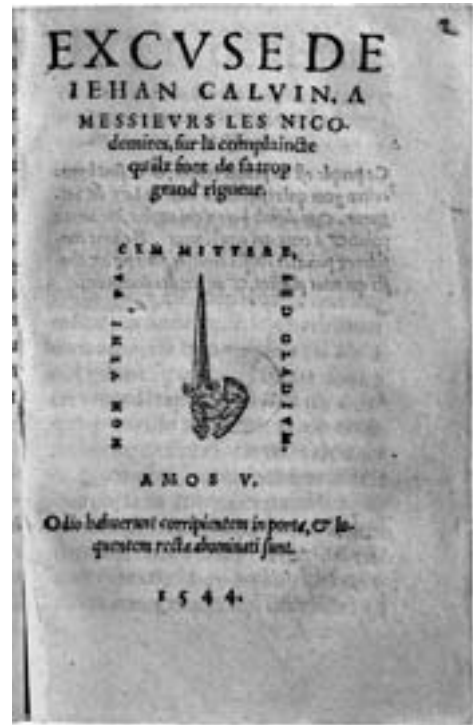 2
EXCVSE DE
IEHAN CALVIN, A
MESSIEVRS LES NICO-
demites, sur la complaincte
qu'ilz font de sa trop
grand rigueur.
NON VENI PA-
CEM MITTERE,
SED GLADIVM
AMOS V.
Odio habuerunt corripientem in porta, & lo-
quentem recta abominati sunt.
1544.